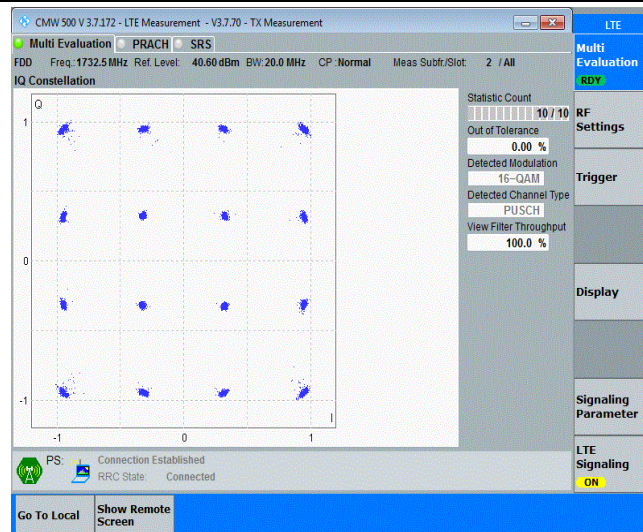 CMW 500 V 3.7.172 - LTE Measurement - V3.7.70 - TX Measurement
LTE
Multi Evaluation PRACH SRS
FDD Freq.: 1732.5 MHz Ref. Level: 40.60 dBm BW: 20.0 MHz CP : Normal Meas Subfr./Slot: 2 / All
IQ Constellation
Q
1
0
-1
-1 0 1
I
Statistic Count
10 / 10
Out of Tolerance
0.00 %
Detected Modulation
16-QAM
Detected Channel Type
PUSCH
View Filter Throughput
100.0 %
Multi
Evaluation
RDY
RF
Settings
Trigger
Display
Signaling
Parameter
LTE
Signaling
ON
PS: Connection Established
RRC State: Connected
Go To Local
Show Remote
Screen